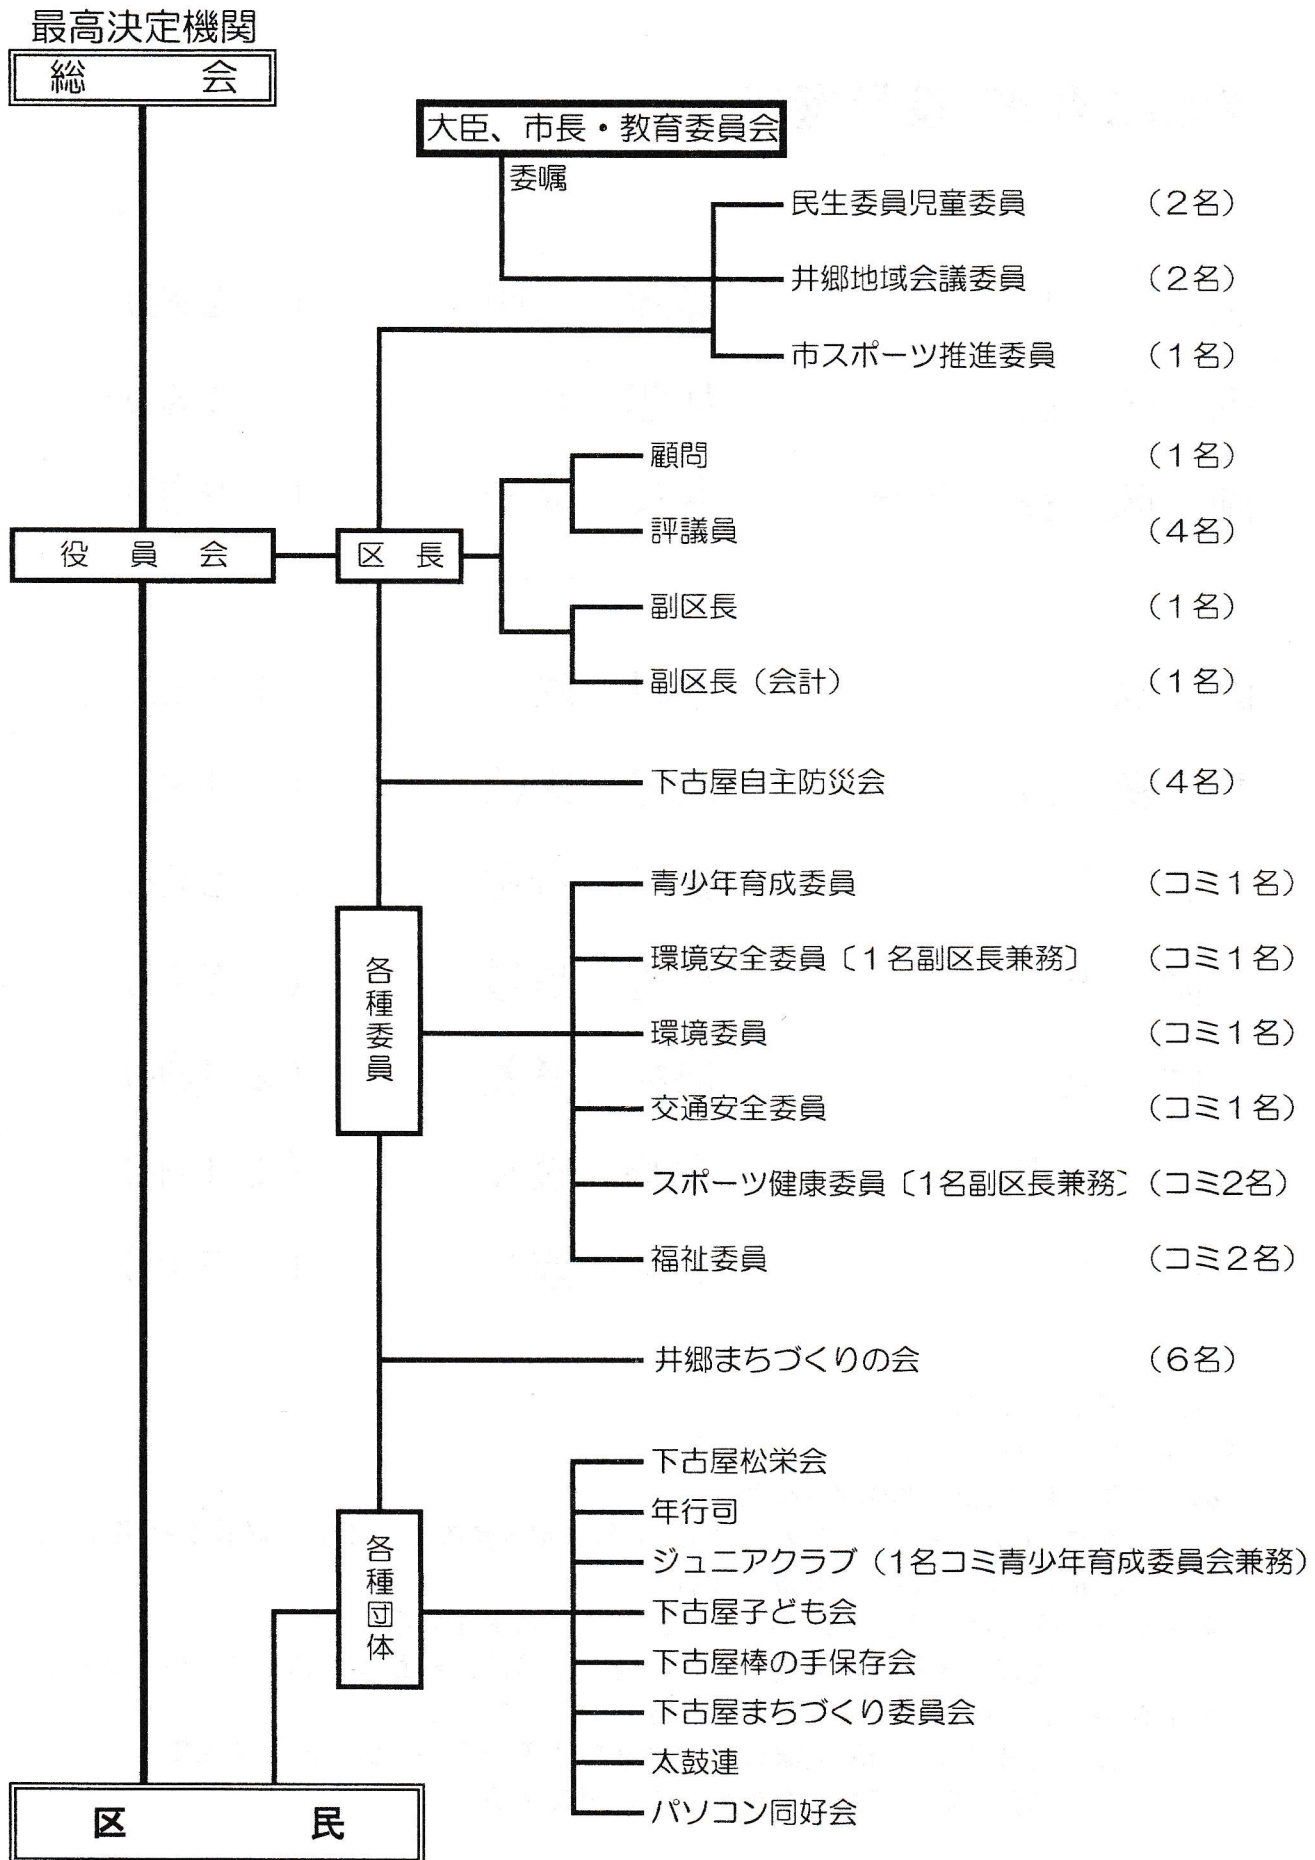 最高決定機関
総　会
大臣、市長・教育委員会
委嘱
民生委員児童委員　（２名）
井郷地域会議委員　（２名）
市スポーツ推進委員　（１名）
顧問　（１名）
評議員　（４名）
役　員　会
区　長
副区長　（１名）
副区長（会計）　（１名）
下古屋自主防災会　（４名）
各種委員
青少年育成委員　（コミ１名）
環境安全委員〔１名副区長兼務〕　（コミ１名）
環境委員　（コミ１名）
交通安全委員　（コミ１名）
スポーツ健康委員〔1名副区長兼務〕（コミ2名）
福祉委員　（コミ２名）
井郷まちづくりの会　（６名）
各種団体
下古屋松栄会
年行司
ジュニアクラブ（１名コミ青少年育成委員会兼務）
下古屋子ども会
下古屋棒の手保存会
下古屋まちづくり委員会
太鼓連
パソコン同好会
区　民